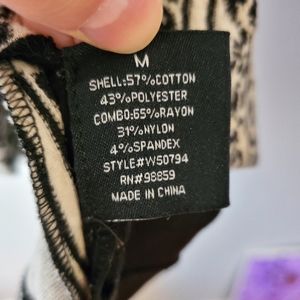 M
SHELL:57%COTTON
43%POLYESTER
COMBO:65%RAYON
31%NYLON
4%SPANDEX
STYLE#W50794
RN#98859
MADE IN CHINA